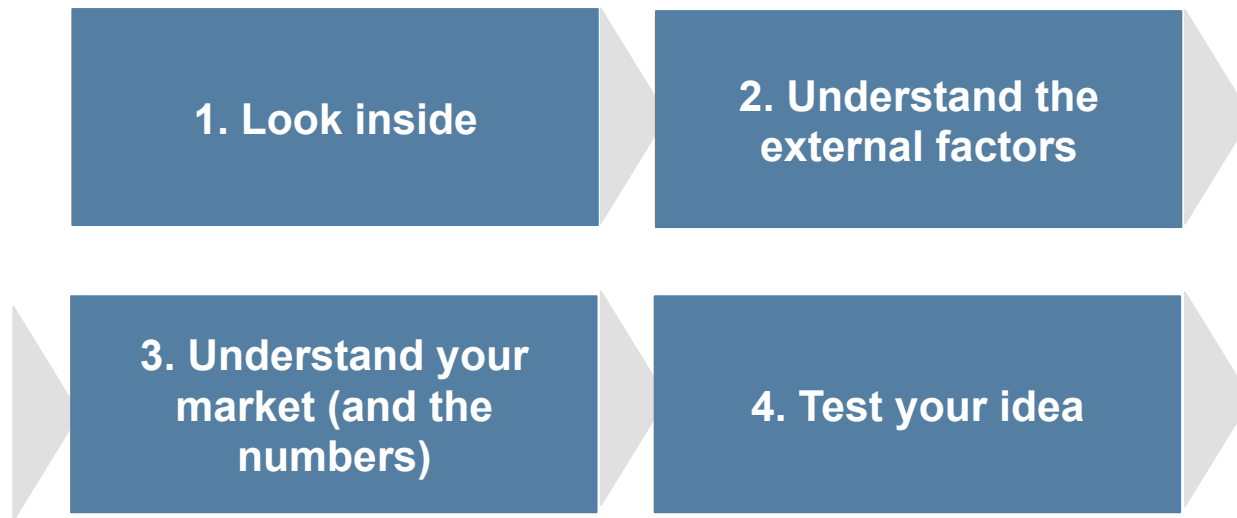 1. Look inside
2. Understand the
external factors
3. Understand your
market (and the
numbers)
4. Test your idea